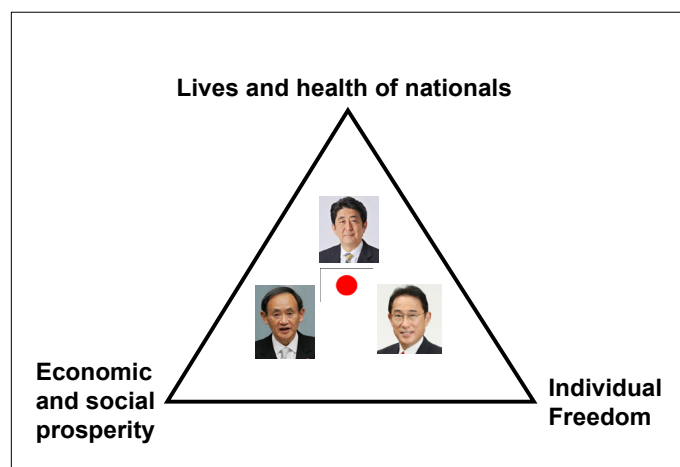 Lives and health of nationals
Economic
and social
prosperity
Individual
Freedom